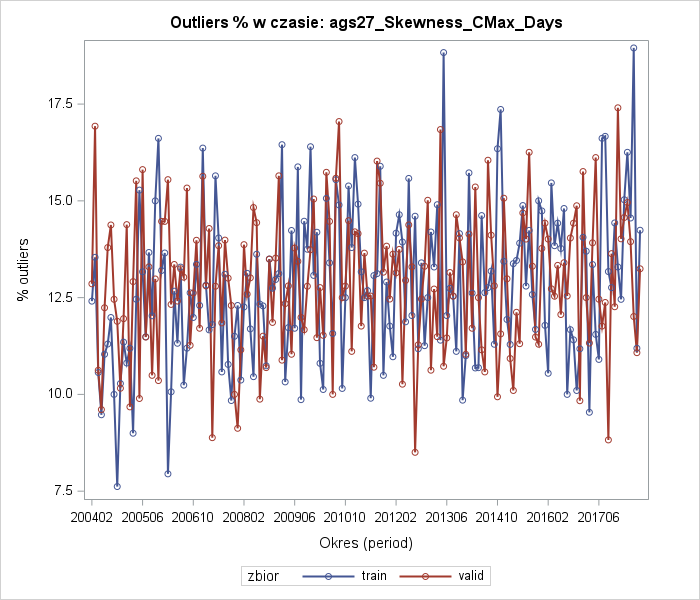 Outliers % w czasie: ags27_Skewness_CMax_Days
% outliers
17.5
15.0
12.5
10.0
7.5
200402 200506 200610 200802 200906 201010 201202 201306 201410 201602 201706
Okres (period)
zbior train valid